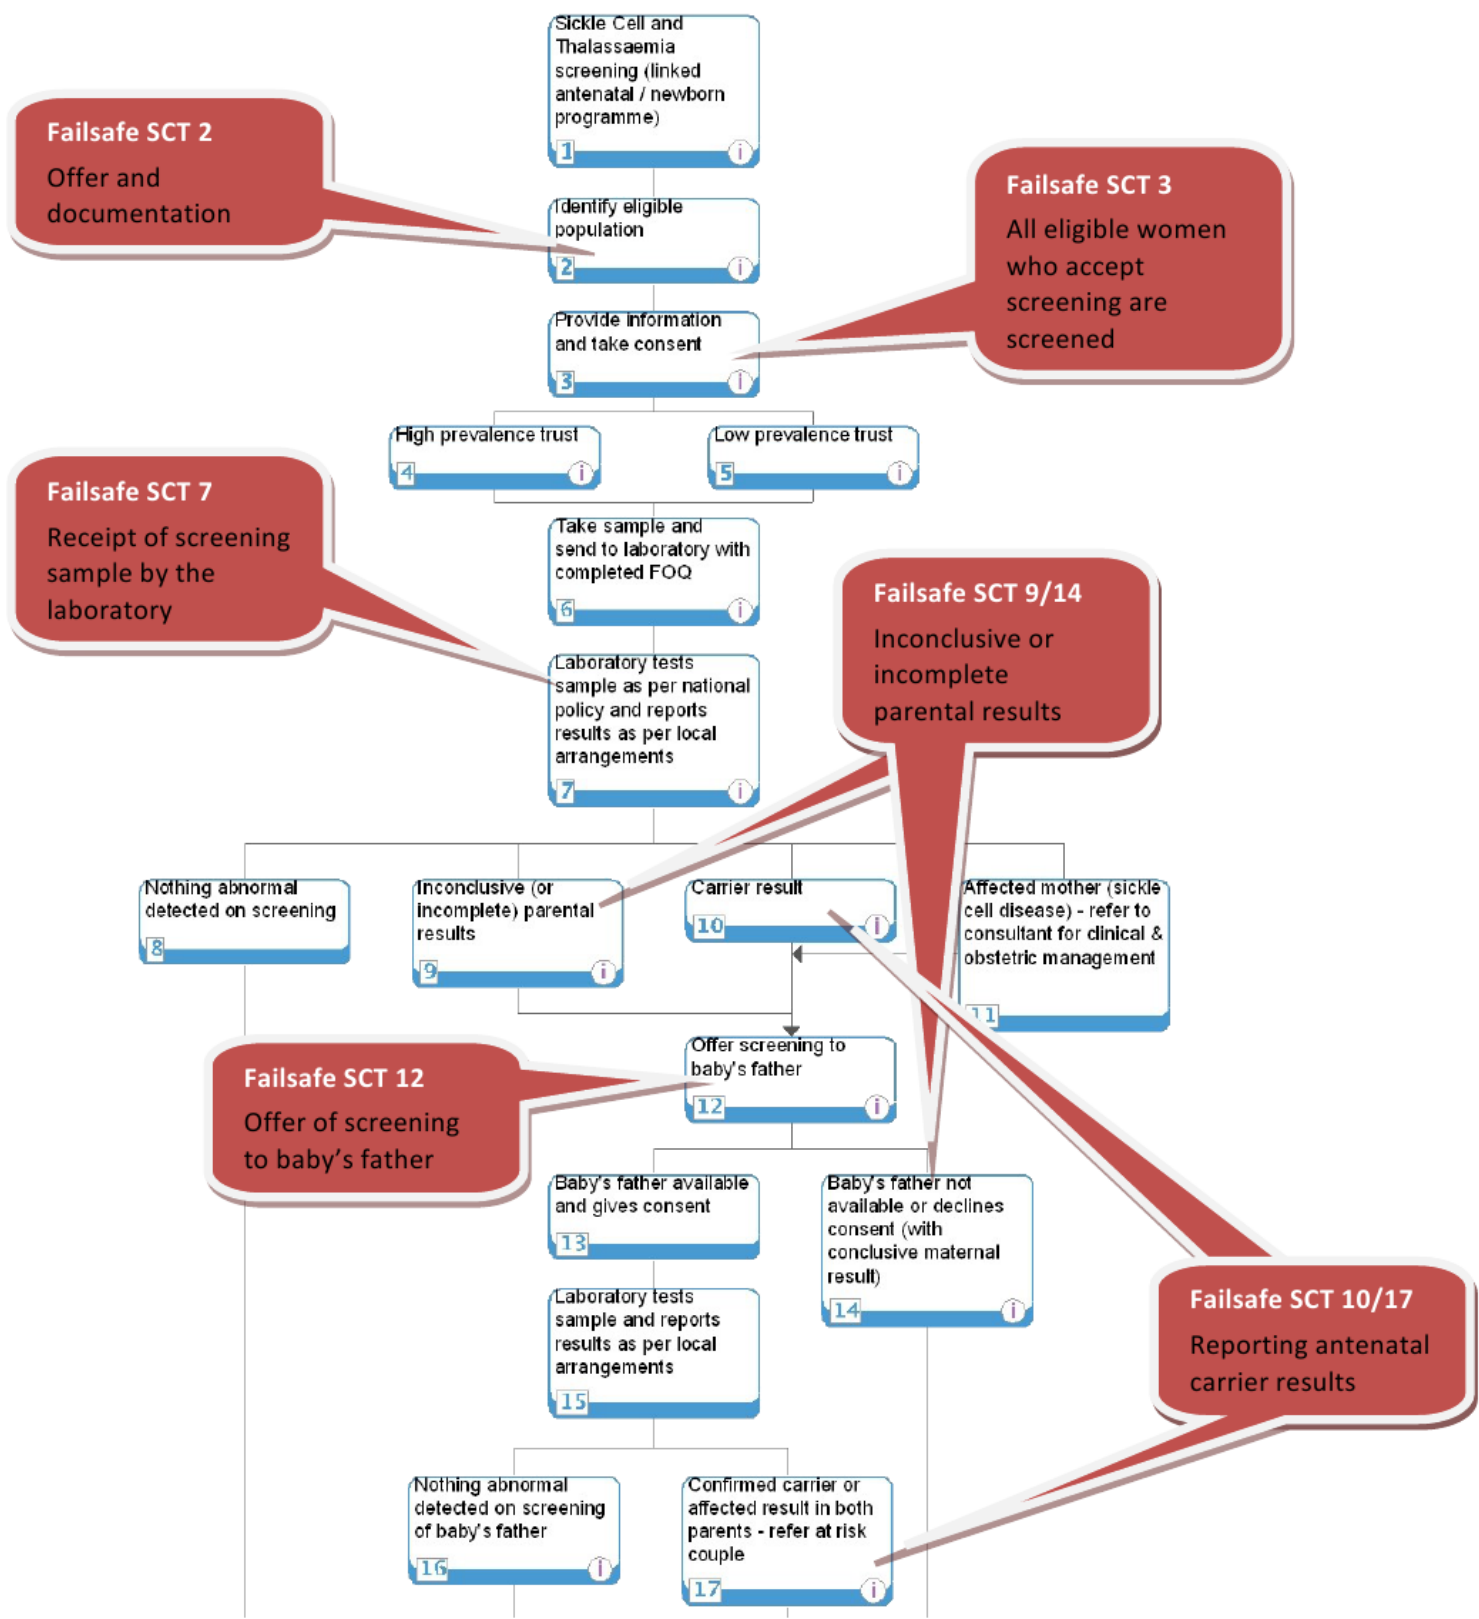 Sickle Cell and
Thalassaemia
screening (linked
antenatal / newborn
programme)
1
i
Failsafe SCT 2
Offer and
documentation
Identify eligible
population
2
i
Failsafe SCT 3
All eligible women
who accept
screening are
screened
Provide information
and take consent
3
i
High prevalence trust
4
i
Low prevalence trust
5
i
Failsafe SCT 7
Receipt of screening
sample by the
laboratory
Take sample and
send to laboratory with
completed FOQ
6
i
Failsafe SCT 9/14
Inconclusive or
incomplete
parental results
Laboratory tests
sample as per national
policy and reports
results as per local
arrangements
7
i
Nothing abnormal
detected on screening
8
Inconclusive (or
incomplete) parental
results
9
i
Carrier result
10
i
Affected mother (sickle
cell disease) - refer to
consultant for clinical &
obstetric management
11
Failsafe SCT 12
Offer of screening
to baby's father
Offer screening to
baby's father
12
i
Baby's father available
and gives consent
13
Baby's father not
available or declines
consent (with
conclusive maternal
result)
14
i
Failsafe SCT 10/17
Reporting antenatal
carrier results
Laboratory tests
sample and reports
results as per local
arrangements
15
Nothing abnormal
detected on screening
of baby's father
16
i
Confirmed carrier or
affected result in both
parents - refer at risk
couple
17
i